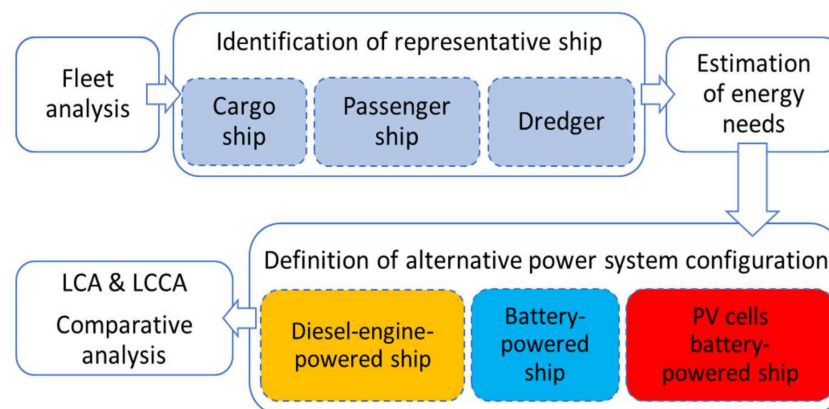 Fleet
analysis
Identification of representative ship
Cargo
ship
Passenger
ship
Dredger
Estimation
of energy
needs
Definition of alternative power system configuration
Diesel-engine-
powered ship
Battery-
powered
ship
PV cells
battery-
powered ship
LCA & LCCA
Comparative
analysis